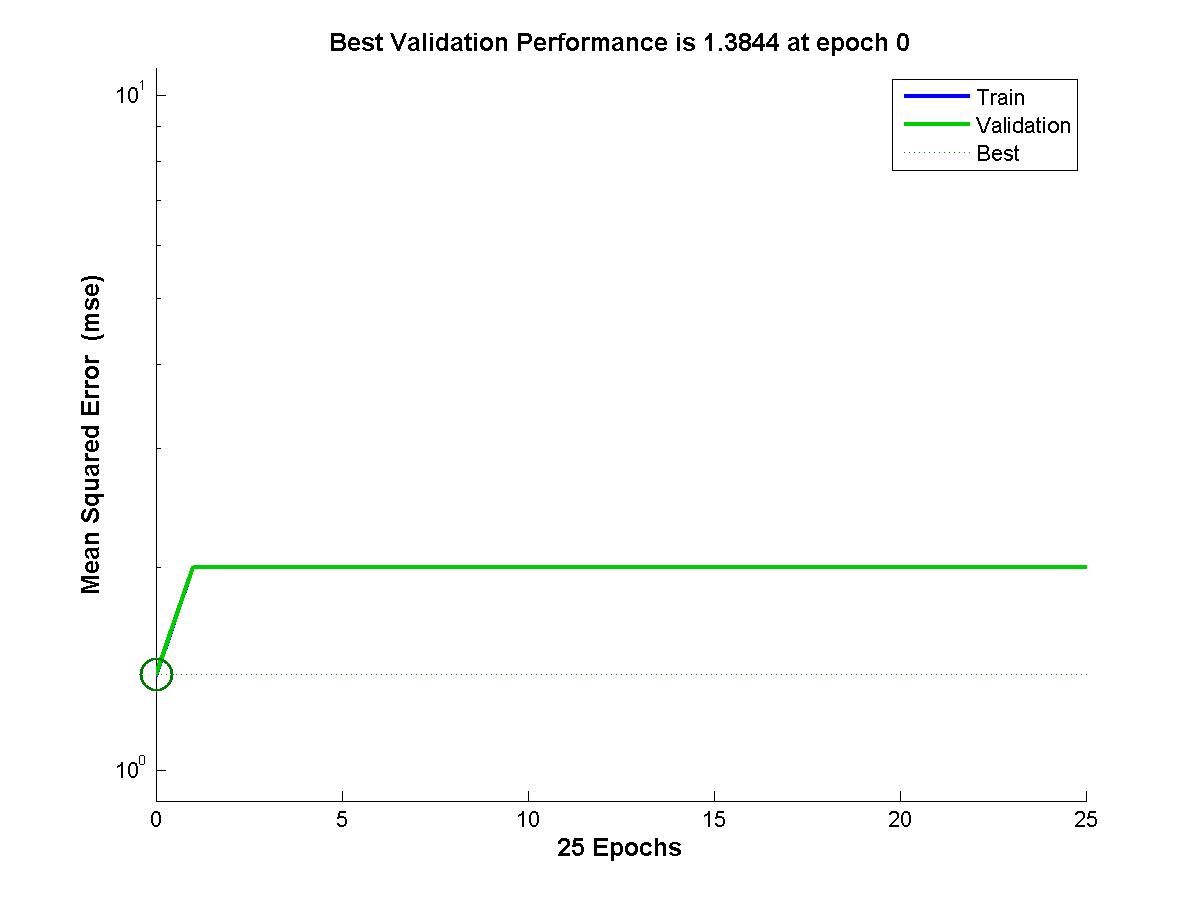 Best Validation Performance is 1.3844 at epoch 0
10^1
Train
Validation
Best
Mean Squared Error (mse)
10^0
0 5 10 15 20 25
25 Epochs